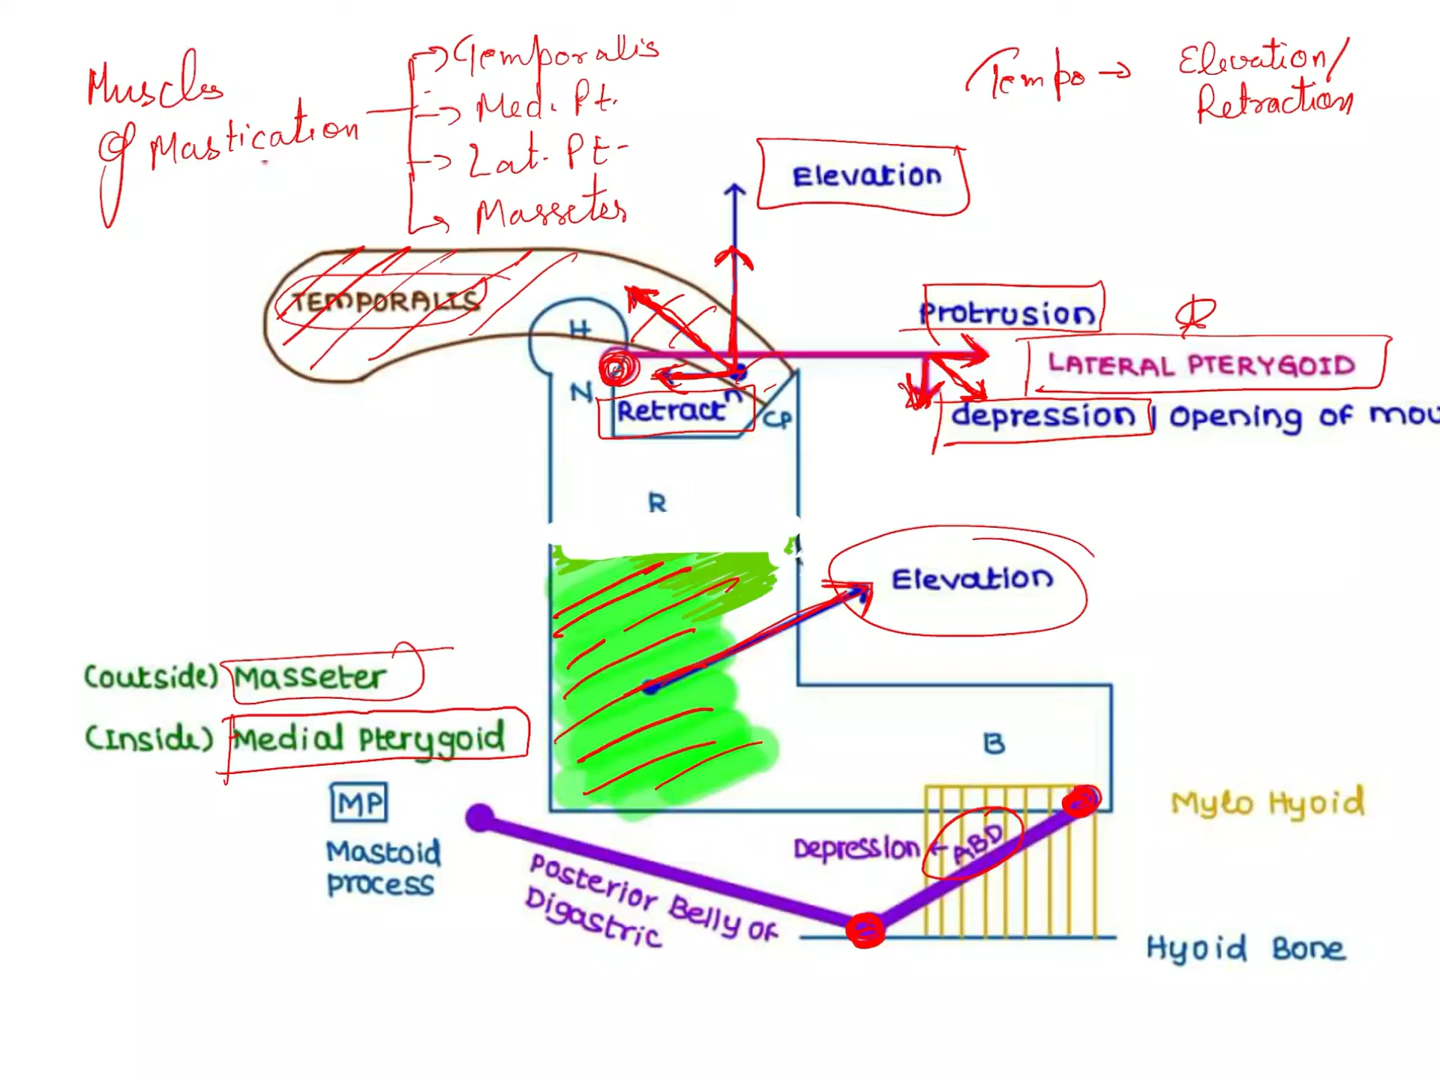 Muscles
of Mastication
Temporalis
Med. Pt.
Lat. Pt-
Masseter
Tempo → Elevation/
Retraction
Elevation
TEMPORALIS
H
Protrusion
LATERAL PTERYGOID
N
Retractⁿ
CP
depression | Opening of mou
R
Elevation
(outside) Masseter
(Inside) Medial Pterygoid
B
MP
Mastoid
process
Mylo Hyoid
Depression ← ABD
Posterior Belly of
Digastric
Hyoid Bone